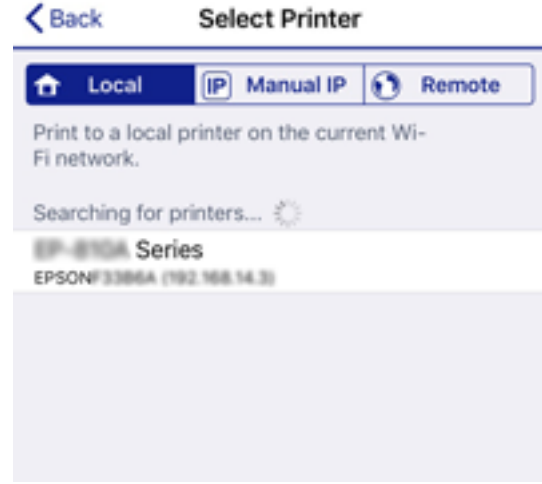 Back Select Printer
Local IP Manual IP Remote
Print to a local printer on the current Wi-
Fi network.
Searching for printers...
Series
EPSON